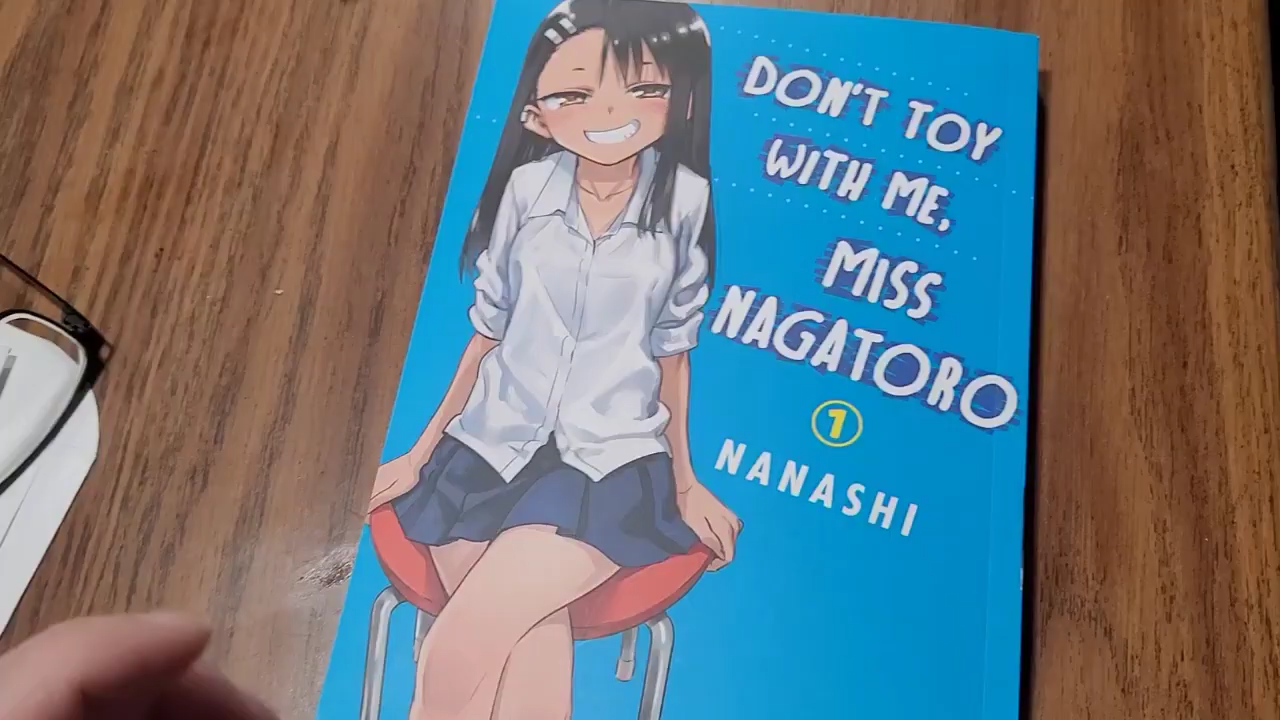 DON'T TOY
WITH ME,
MISS
NAGATORO
1
NANASHI